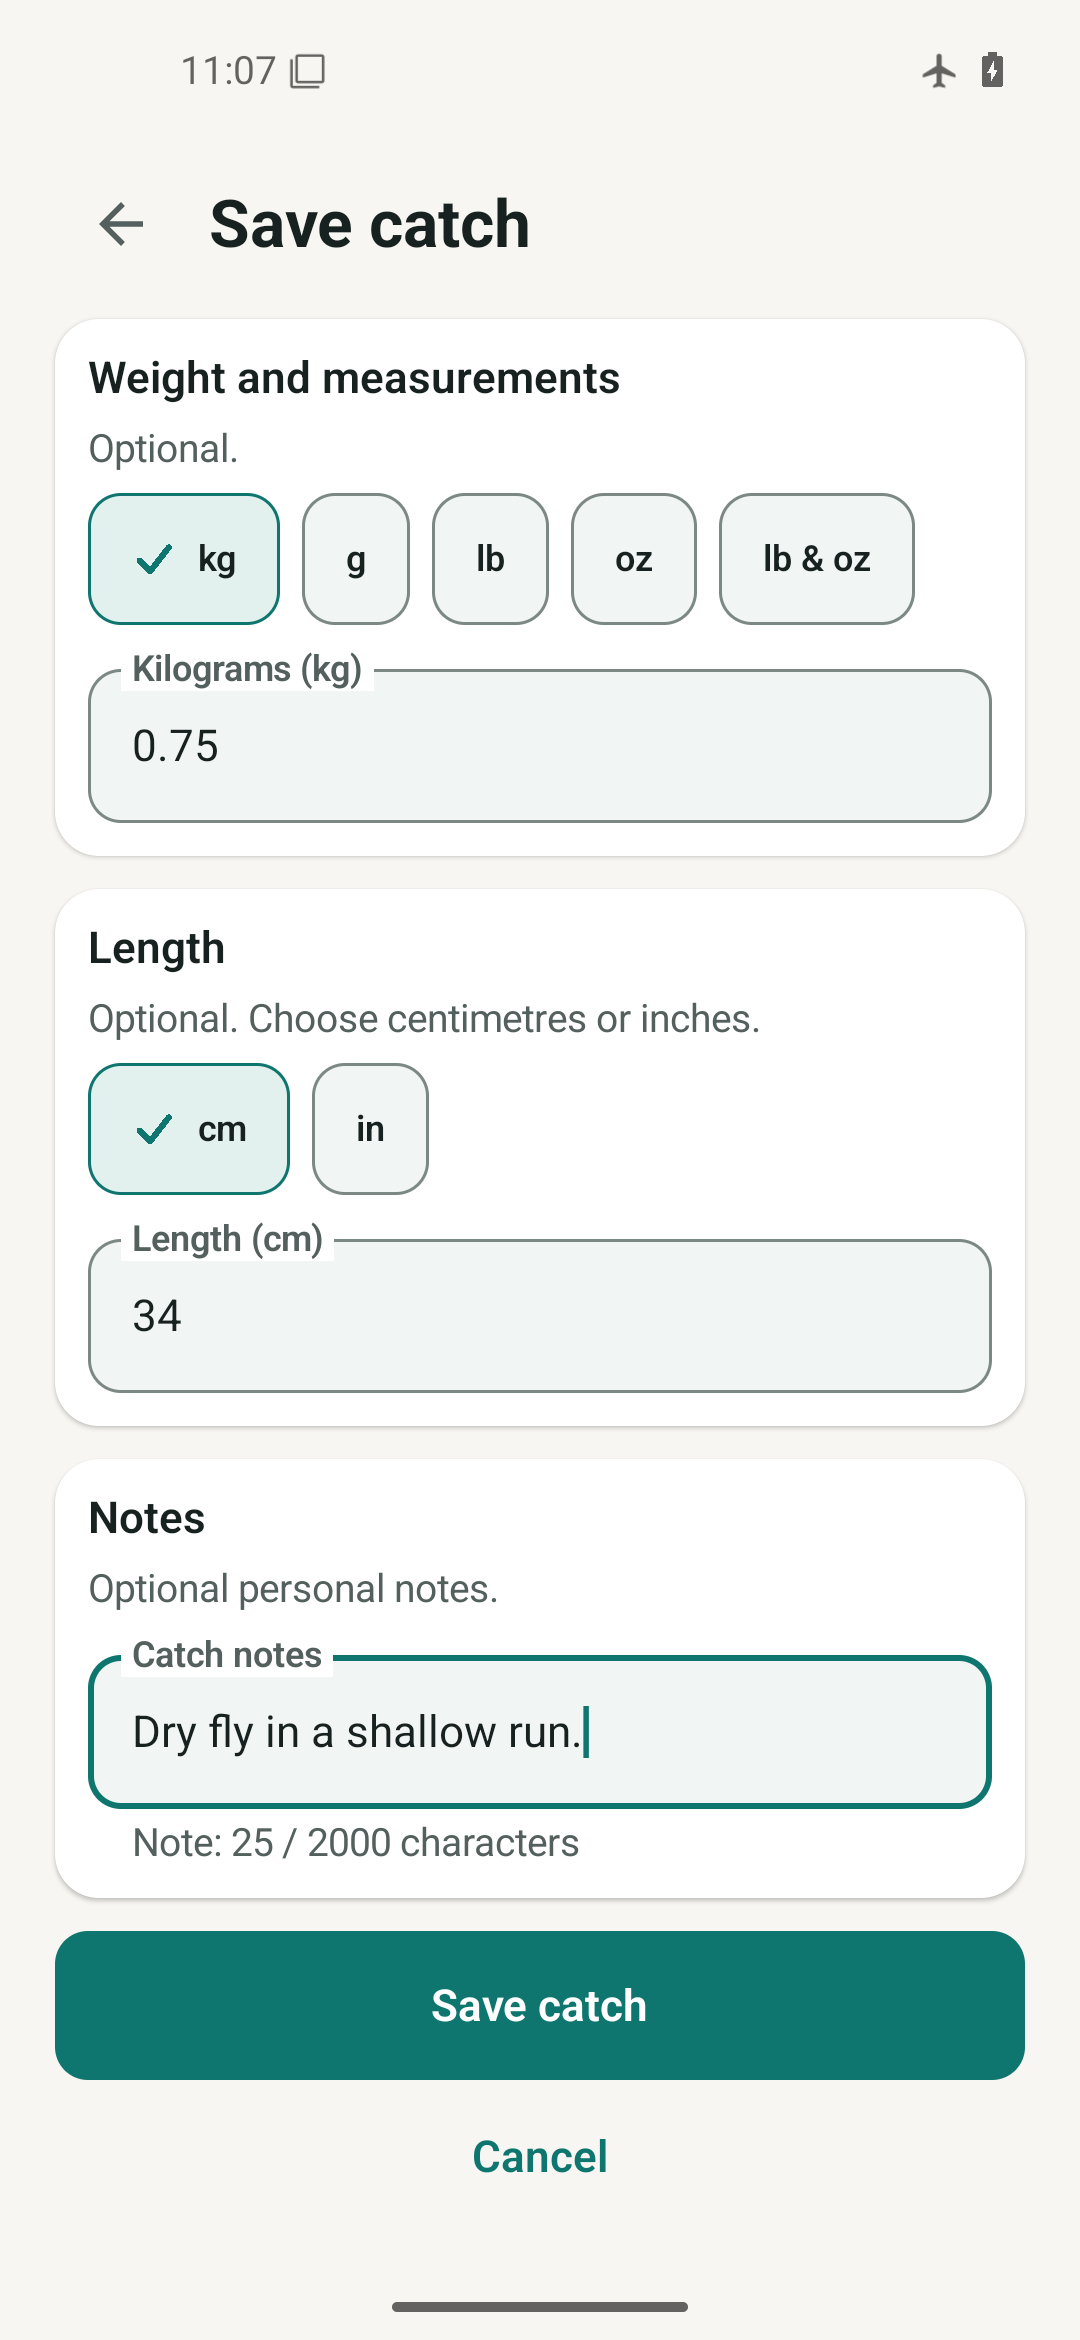 11:07
Save catch
Weight and measurements
Optional.
kg g lb oz lb & oz
Kilograms (kg)
0.75
Length
Optional. Choose centimetres or inches.
cm in
Length (cm)
34
Notes
Optional personal notes.
Catch notes
Dry fly in a shallow run.
Note: 25 / 2000 characters
Save catch
Cancel